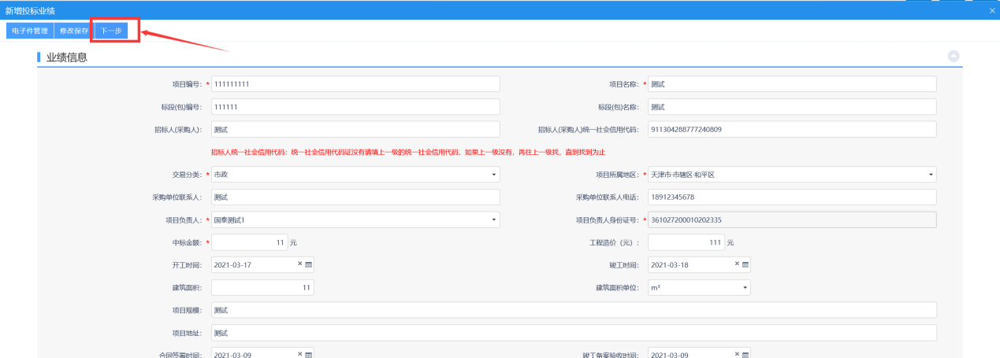 新增投标业绩 ×
电子件管理 修改保存 下一步
业绩信息
项目编号: * 111111111 项目名称: * 测试
标段(包)编号: 111111 标段(包)名称: 测试
招标人(采购人): 测试 招标人(采购人)统一社会信用代码: 911304288777240809
招标人统一社会信用代码: 统一社会信用代码证没有请填上一级的统一社会信用代码, 如果上一级没有, 再往上一级找, 直到找到为止
交易分类: * 市政 项目所属地区: * 天津市·市辖区·和平区
采购单位联系人: 测试 采购单位联系人电话: 18912345678
项目负责人: * 国泰测试1 项目负责人身份证号: * 361027200010202335
中标金额: * 11 元 工程造价（元）: 111 元
开工时间: 2021-03-17 × 竣工时间: 2021-03-18 ×
建筑面积: 11 建筑面积单位: m³
项目规模: 测试
项目地址: 测试
合同签署时间: 2021-03-09 × 竣工备案验收时间: 2021-03-09 ×